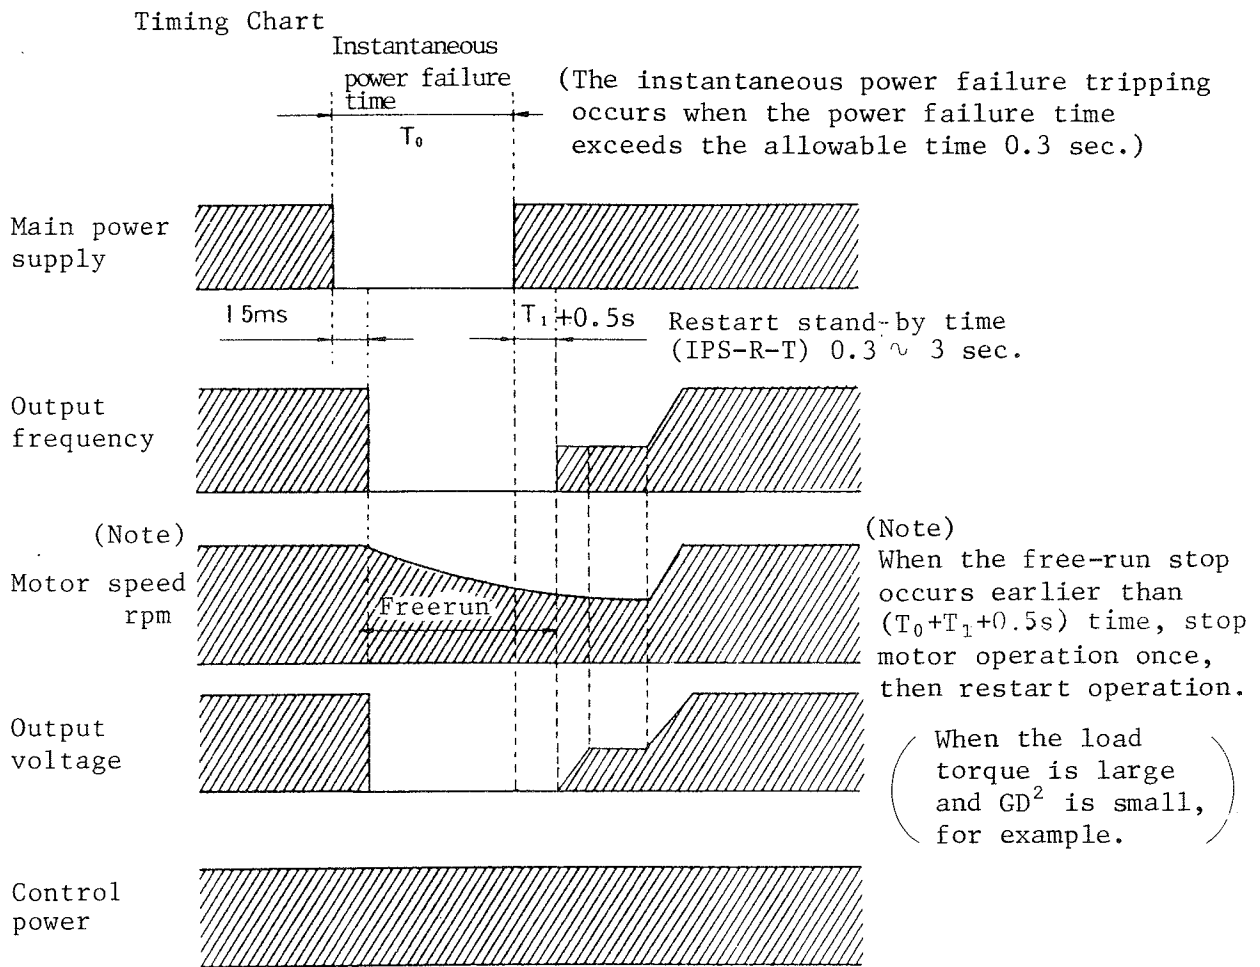 Timing Chart
Instantaneous
power failure
time
T₀
(The instantaneous power failure tripping
occurs when the power failure time
exceeds the allowable time 0.3 sec.)
Main power
supply
15ms
T₁+0.5s
Restart stand-by time
(IPS-R-T) 0.3 ~ 3 sec.
Output
frequency
(Note)
Motor speed
rpm
Freerun
(Note)
When the free-run stop
occurs earlier than
(T₀+T₁+0.5s) time, stop
motor operation once,
then restart operation.
Output
voltage
When the load
torque is large
and GD² is small,
for example.
Control
power